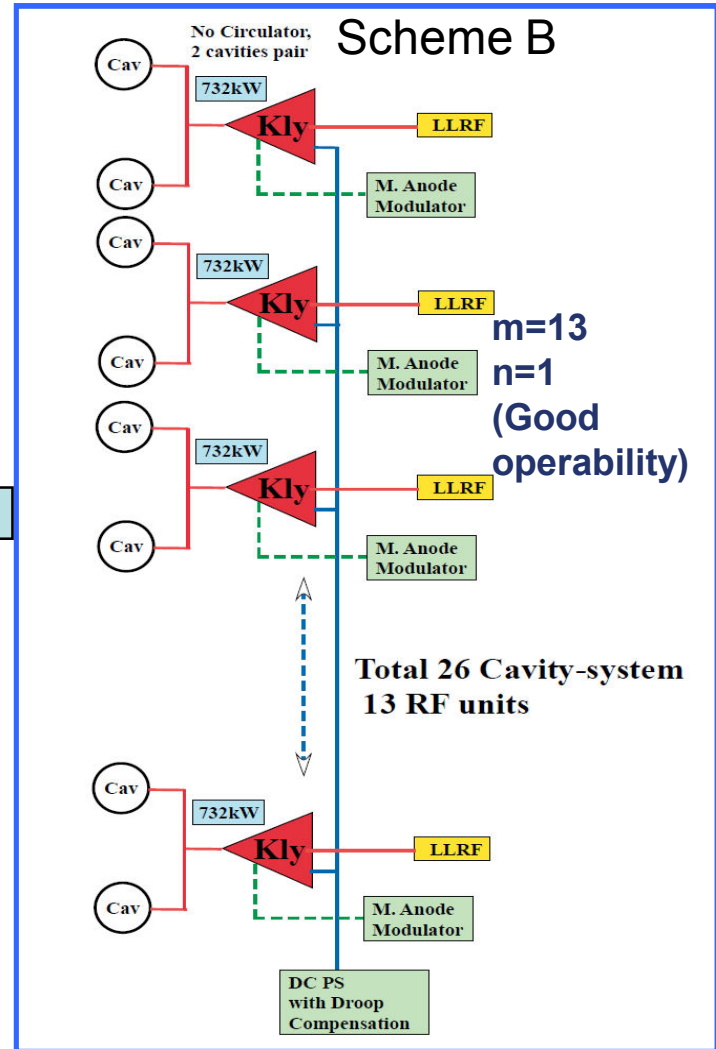 No Circulator,
2 cavities pair
Scheme B
Cav
732kW
Kly
LLRF
Cav
M. Anode
Modulator
Cav
732kW
Kly
LLRF
m=13
n=1
(Good
operability)
Cav
M. Anode
Modulator
Cav
732kW
Kly
LLRF
Cav
M. Anode
Modulator
Total 26 Cavity-system
13 RF units
Cav
732kW
Kly
LLRF
Cav
M. Anode
Modulator
DC PS
with Droop
Compensation